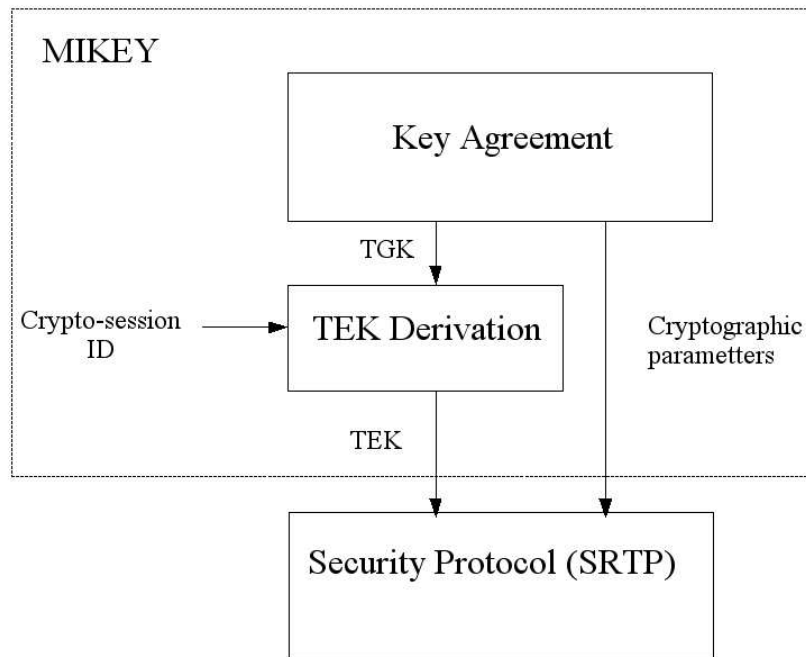 MIKEY
Key Agreement
TGK
Crypto-session
ID
TEK Derivation
Cryptographic
parametters
TEK
Security Protocol (SRTP)